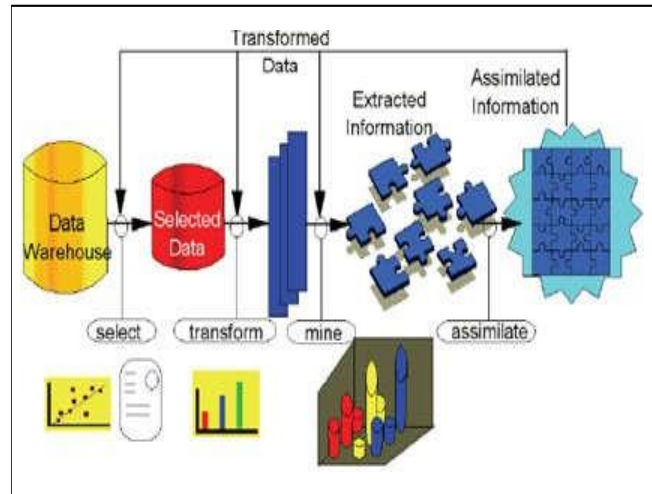 Transformed
Data
Extracted
Information
Assimilated
Information
Data
Warehouse
Selected
Data
select
transform
mine
assimilate